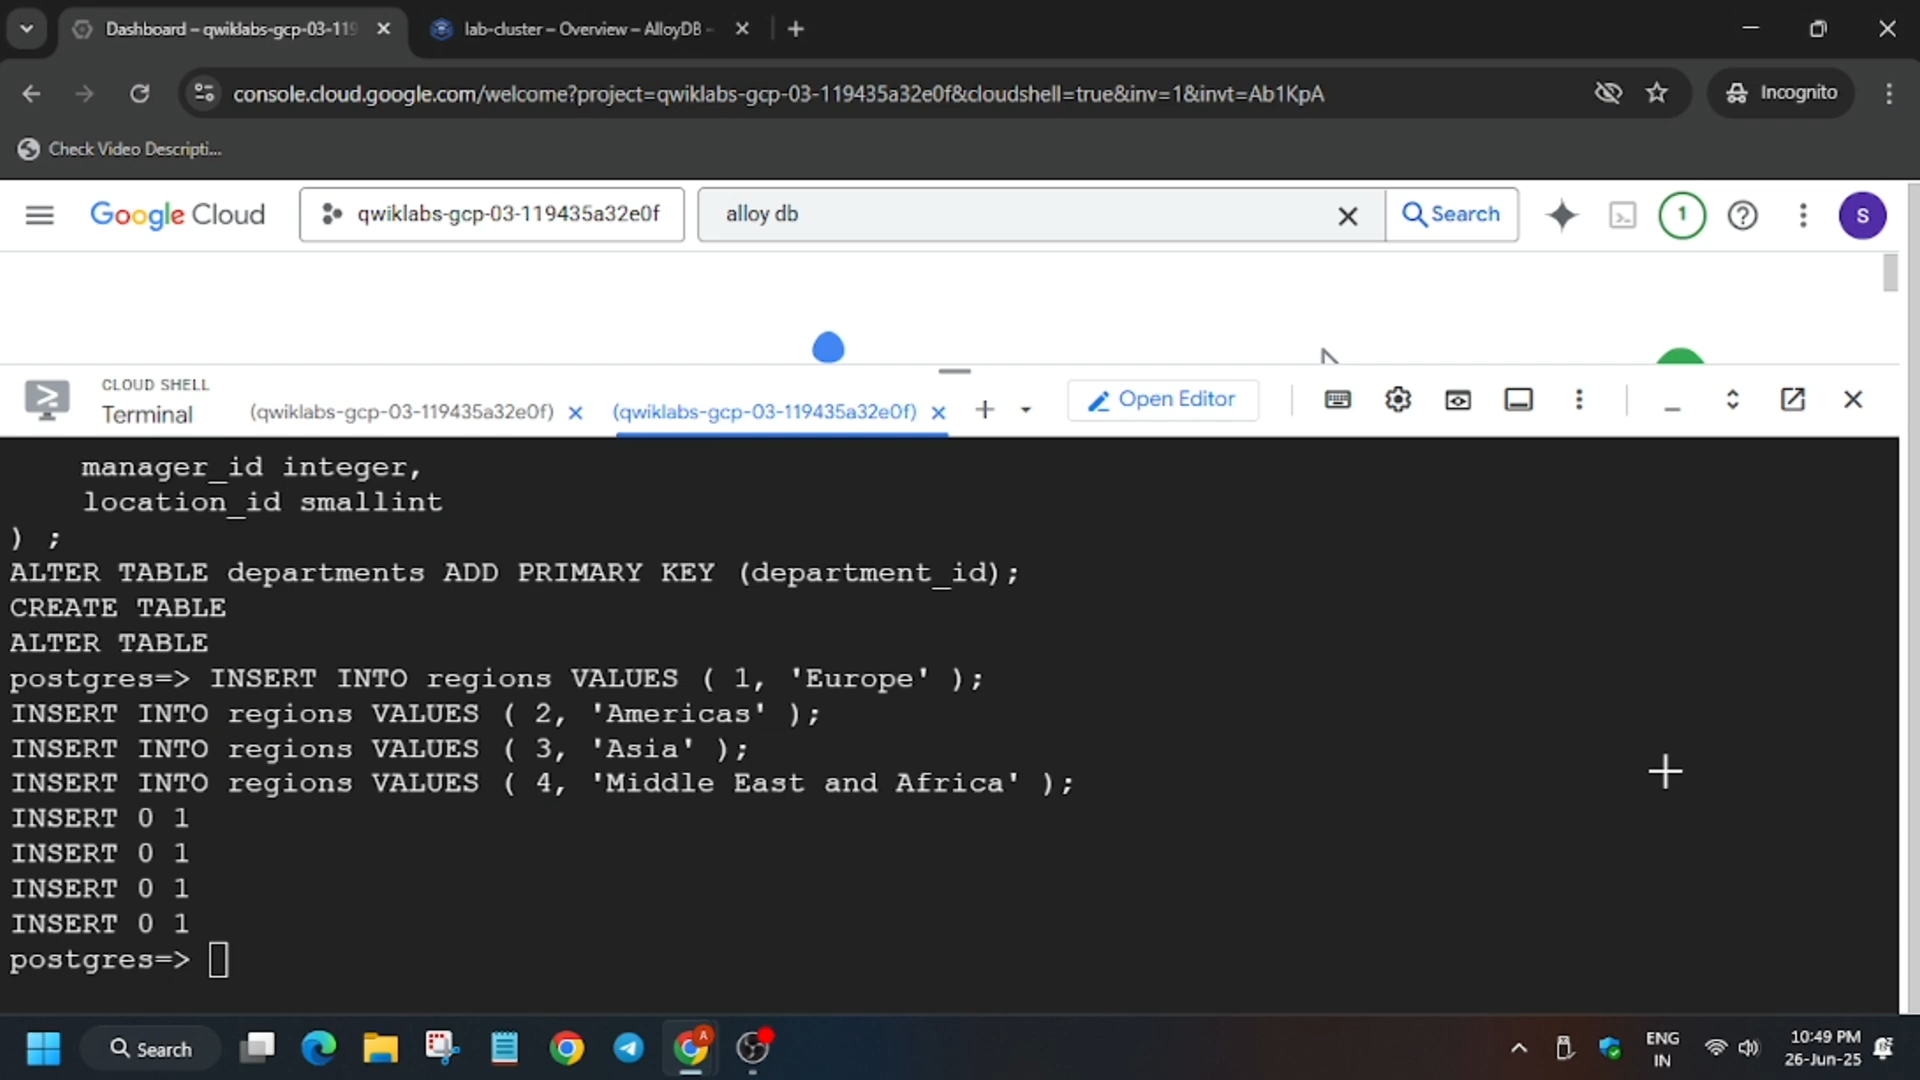 Dashboard – qwiklabs-gcp-03-119
lab-cluster – Overview – AlloyDB -
console.cloud.google.com/welcome?project=qwiklabs-gcp-03-119435a32e0f&cloudshell=true&inv=1&invt=Ab1KpA
Incognito
Check Video Descripti...
Google Cloud
qwiklabs-gcp-03-119435a32e0f
alloy db
Search
1
S
CLOUD SHELL
Terminal
(qwiklabs-gcp-03-119435a32e0f)
(qwiklabs-gcp-03-119435a32e0f)
Open Editor
manager_id integer,
location_id smallint
) ;
ALTER TABLE departments ADD PRIMARY KEY (department_id);
CREATE TABLE
ALTER TABLE
postgres=> INSERT INTO regions VALUES ( 1, 'Europe' );
INSERT INTO regions VALUES ( 2, 'Americas' );
INSERT INTO regions VALUES ( 3, 'Asia' );
INSERT INTO regions VALUES ( 4, 'Middle East and Africa' );
INSERT 0 1
INSERT 0 1
INSERT 0 1
INSERT 0 1
postgres=>
Search
A
ENG
IN
10:49 PM
26-Jun-25